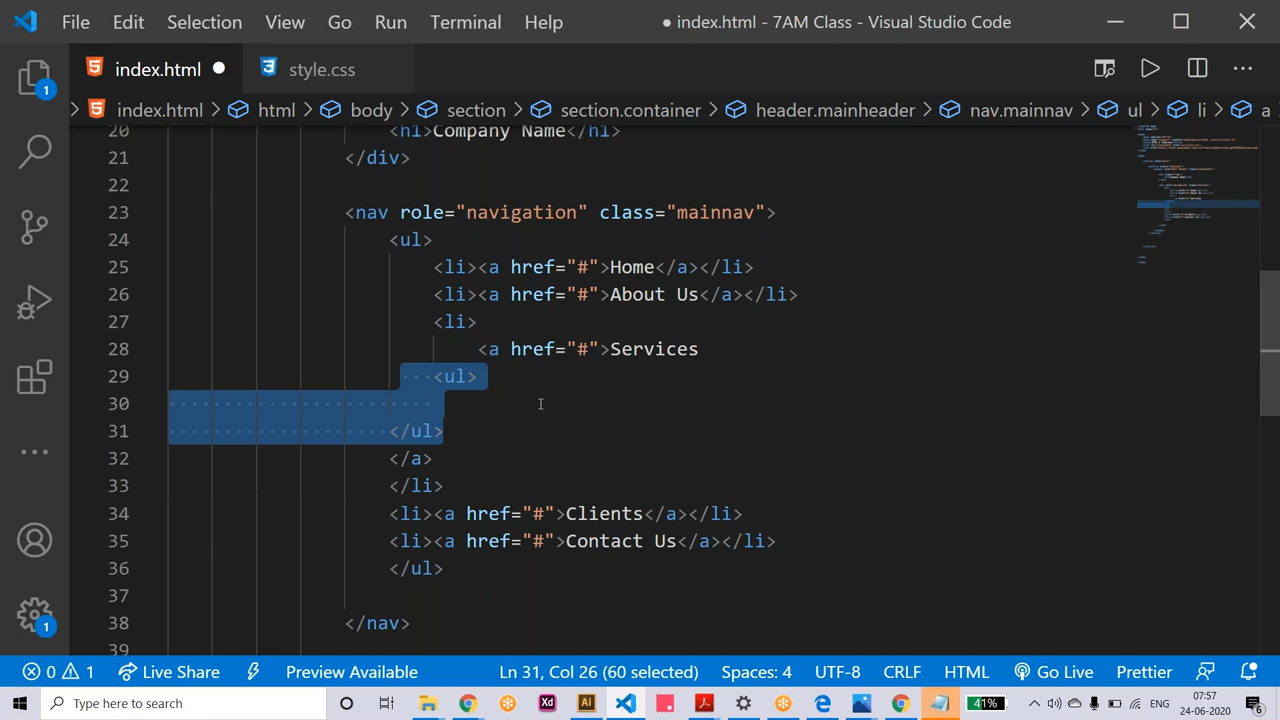 File Edit Selection View Go Run Terminal Help ● index.html - 7AM Class - Visual Studio Code
index.html ● style.css
index.html > html > body > section > section.container > header.mainheader > nav.mainnav > ul > li > a
20 <h1>Company Name</h1>
21 </div>
22
23 <nav role="navigation" class="mainnav">
24 <ul>
25 <li><a href="#">Home</a></li>
26 <li><a href="#">About Us</a></li>
27 <li>
28 <a href="#">Services
29 <ul>
30
31 </ul>
32 </a>
33 </li>
34 <li><a href="#">Clients</a></li>
35 <li><a href="#">Contact Us</a></li>
36 </ul>
37
38 </nav>
39
1
1
0 1 Live Share Preview Available Ln 31, Col 26 (60 selected) Spaces: 4 UTF-8 CRLF HTML Go Live Prettier
Type here to search Xd Ai 41% ENG 07:57
24-06-2020 6